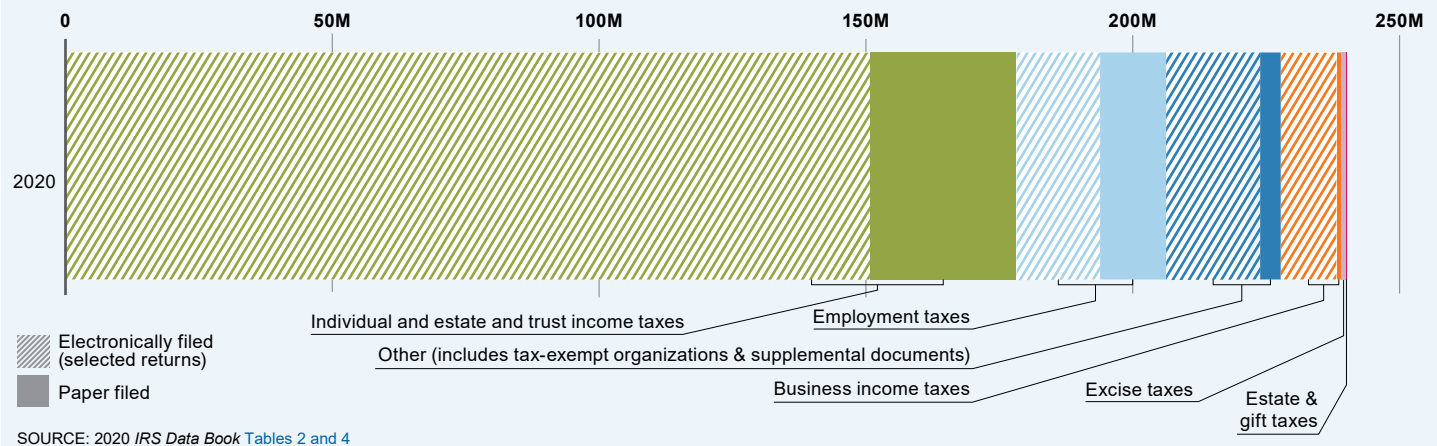 0 50M 100M 150M 200M 250M
2020
Individual and estate and trust income taxes
Employment taxes
Other (includes tax-exempt organizations & supplemental documents)
Business income taxes
Excise taxes
Estate &
gift taxes
Electronically filed
(selected returns)
Paper filed
SOURCE: 2020 IRS Data Book Tables 2 and 4